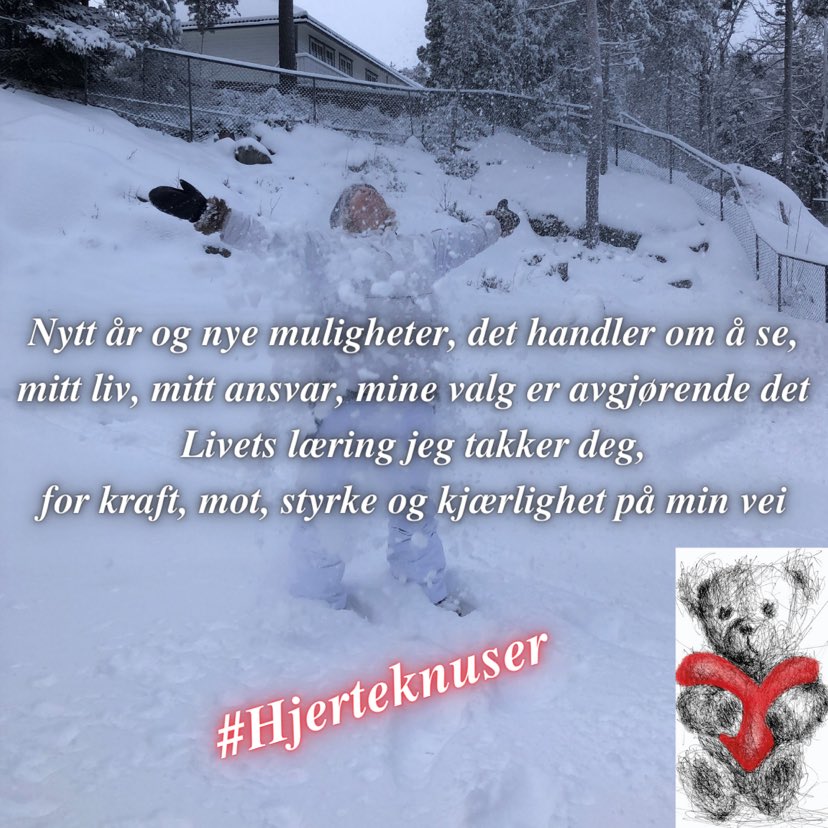 Nytt år og nye muligheter, det handler om å se,
mitt liv, mitt ansvar, mine valg er avgjørende det
Livets læring jeg takker deg,
for kraft, mot, styrke og kjærlighet på min vei
#Hjerteknuser